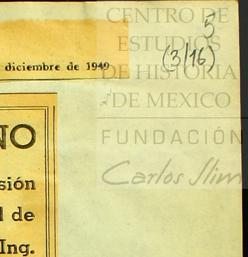 CENTRO DE
ESTUDIOS
DE HISTORIA
DE MEXICO
FUNDACIÓN
Carlos Slim
5
(3/16)
diciembre de 1949
NO
sión
l de
Ing.